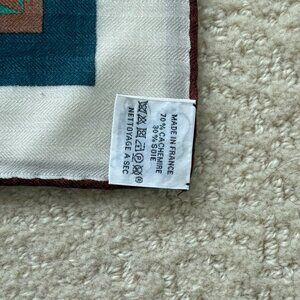 MADE IN FRANCE
70% CACHEMIRE
30% SOIE
NETTOYAGE A SEC